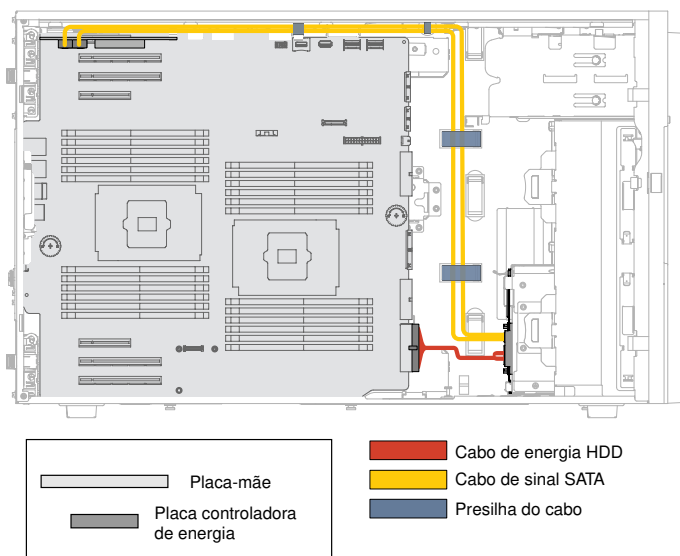 Placa-mãe
Placa controladora
de energia
Cabo de energia HDD
Cabo de sinal SATA
Presilha do cabo